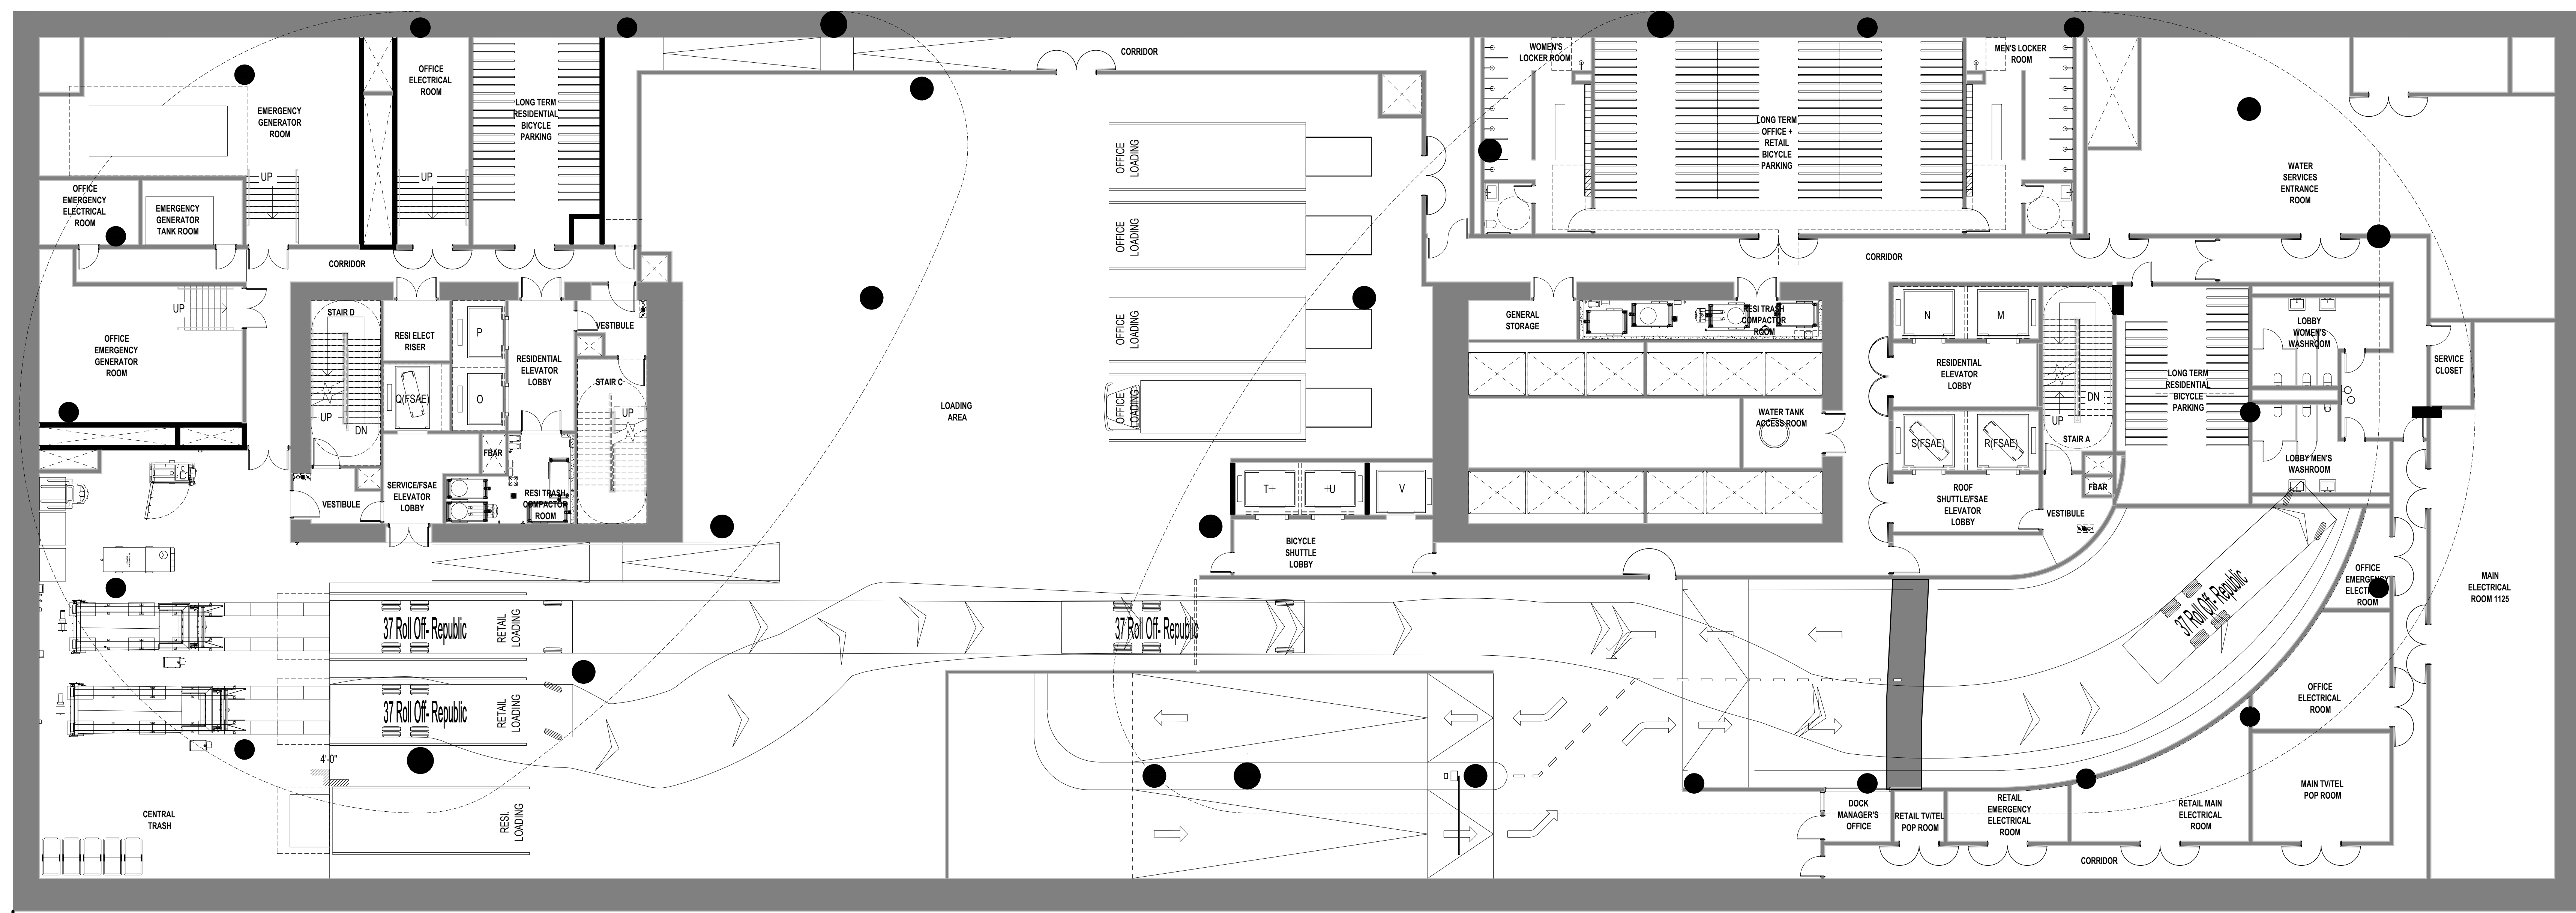 CORRIDOR
WOMEN'S
LOCKER ROOM
MEN'S LOCKER
ROOM
OFFICE
ELECTRICAL
ROOM
EMERGENCY
GENERATOR
ROOM
LONG TERM
RESIDENTIAL
BICYCLE
PARKING
LONG TERM
OFFICE +
RETAIL
BICYCLE
PARKING
OFFICE
LOADING
WATER
SERVICES
ENTRANCE
ROOM
UP
UP
OFFICE
EMERGENCY
ELECTRICAL
ROOM
EMERGENCY
GENERATOR
TANK ROOM
OFFICE
LOADING
CORRIDOR
CORRIDOR
UP
STAIR D
RESI ELECT
RISER
P
VESTIBULE
OFFICE
LOADING
GENERAL
STORAGE
RESI TRASH
COMPACTOR
ROOM
N
M
LOBBY
WOMEN'S
WASHROOM
OFFICE
EMERGENCY
GENERATOR
ROOM
RESIDENTIAL
ELEVATOR
LOBBY
STAIR C
RESIDENTIAL
ELEVATOR
LOBBY
LONG TERM
RESIDENTIAL
BICYCLE
PARKING
SERVICE
CLOSET
Q(FSAE)
O
UP
DN
UP
LOADING
AREA
OFFICE
LOADING
WATER TANK
ACCESS ROOM
DN
UP
STAIR A
S(FSAE)
R(FSAE)
FBAR
LOBBY MEN'S
WASHROOM
SERVICE/FSAE
ELEVATOR
LOBBY
RESI TRASH
COMPACTOR
ROOM
VESTIBULE
T
U
V
ROOF
SHUTTLE/FSAE
ELEVATOR
LOBBY
FBAR
VESTIBULE
BICYCLE
SHUTTLE
LOBBY
OFFICE
EMERGENCY
ELECTRICAL
ROOM
MAIN
ELECTRICAL
ROOM 1125
37 Roll Off- Republic
RETAIL
LOADING
37 Roll Off- Republic
37 Roll Off- Republic
37 Roll Off- Republic
RETAIL
LOADING
OFFICE
ELECTRICAL
ROOM
4'-0"
MAIN TV/TEL
POP ROOM
CENTRAL
TRASH
RESI.
LOADING
DOCK
MANAGER'S
OFFICE
RETAIL TV/TEL
POP ROOM
RETAIL
EMERGENCY
ELECTRICAL
ROOM
RETAIL MAIN
ELECTRICAL
ROOM
CORRIDOR